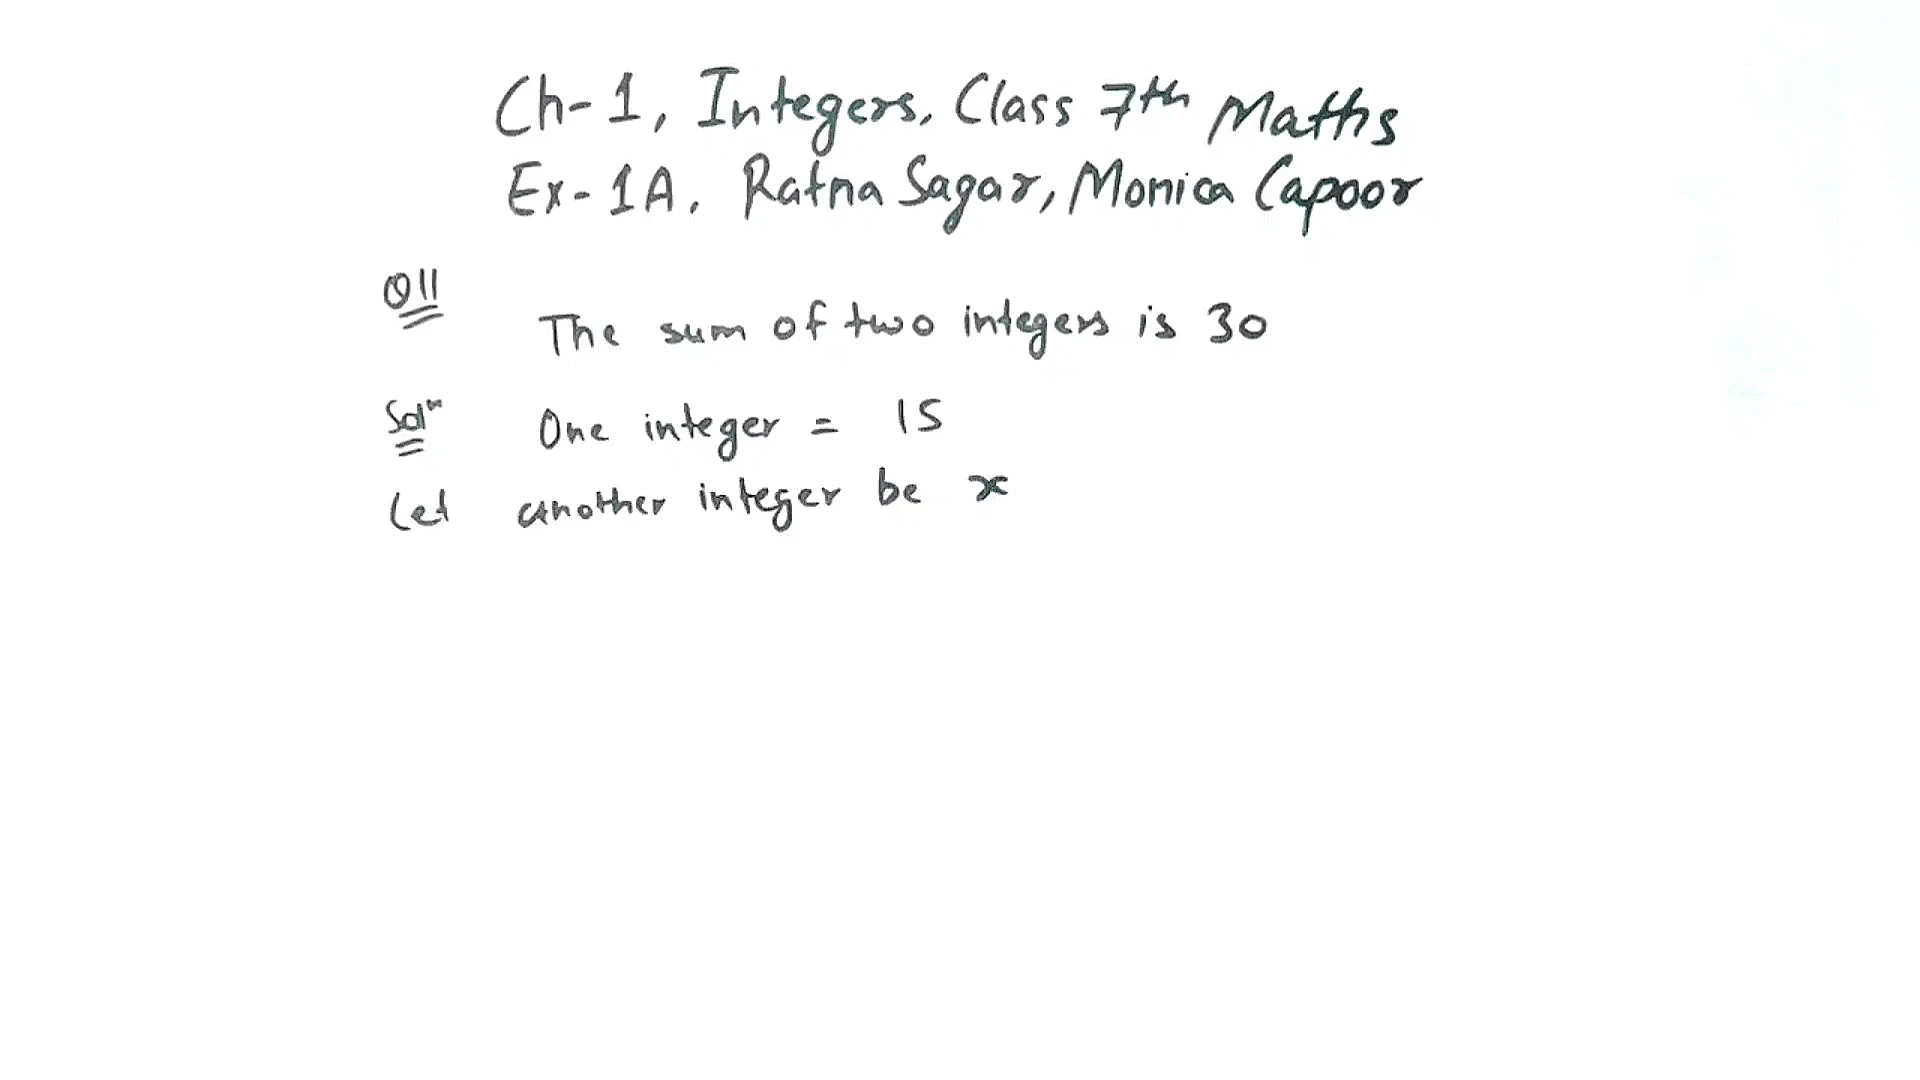 Ch-1, Integers, Class 7th Maths
Ex-1A. Ratna Sagar, Monica Capoor
Q11
The sum of two integers is 30
Solⁿ One integer = 15
Let another integer be x